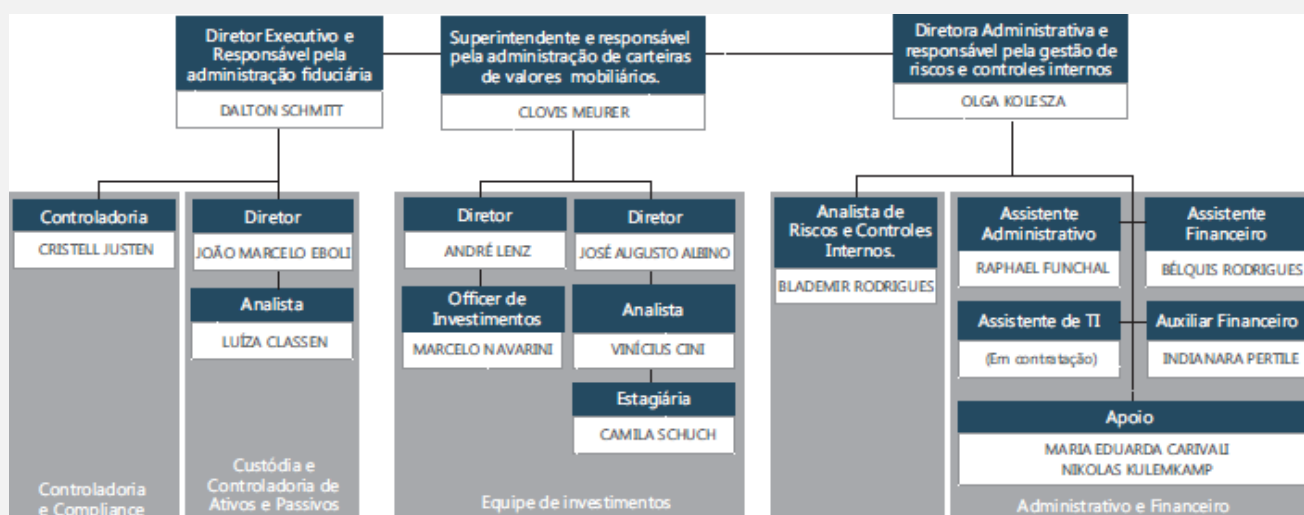 Diretor Executivo e
Responsável pela
administração fiduciária
DALTON SCHMITT
Superintendente e responsável
pela administração de carteiras
de valores mobiliários.
CLOVIS MEURER
Diretora Administrativa e
responsável pela gestão de
riscos e controles internos
OLGA KOLESZA
Controladoria
CRISTELL JUSTEN
Controladoria
e Compliance
Diretor
JOÃO MARCELO EBOLI
Analista
LUÍZA CLASSEN
Custódia e
Controladoria de
Ativos e Passivos
Diretor
ANDRÉ LENZ
Officer de
Investimentos
MARCELO NAVARINI
Diretor
JOSÉ AUGUSTO ALBINO
Analista
VINÍCIUS CINI
Estagiária
CAMILA SCHUCH
Equipe de investimentos
Analista de
Riscos e Controles
Internos.
BLADEMIR RODRIGUES
Assistente
Administrativo
RAPHAEL FUNCHAL
Assistente
Financeiro
BÉLQUIS RODRIGUES
Assistente de TI
(Em contratação)
Auxiliar Financeiro
INDIANARA PERTILE
Apoio
MARIA EDUARDA CARIVALI
NIKOLAS KULEMKAMP
Administrativo e Financeiro